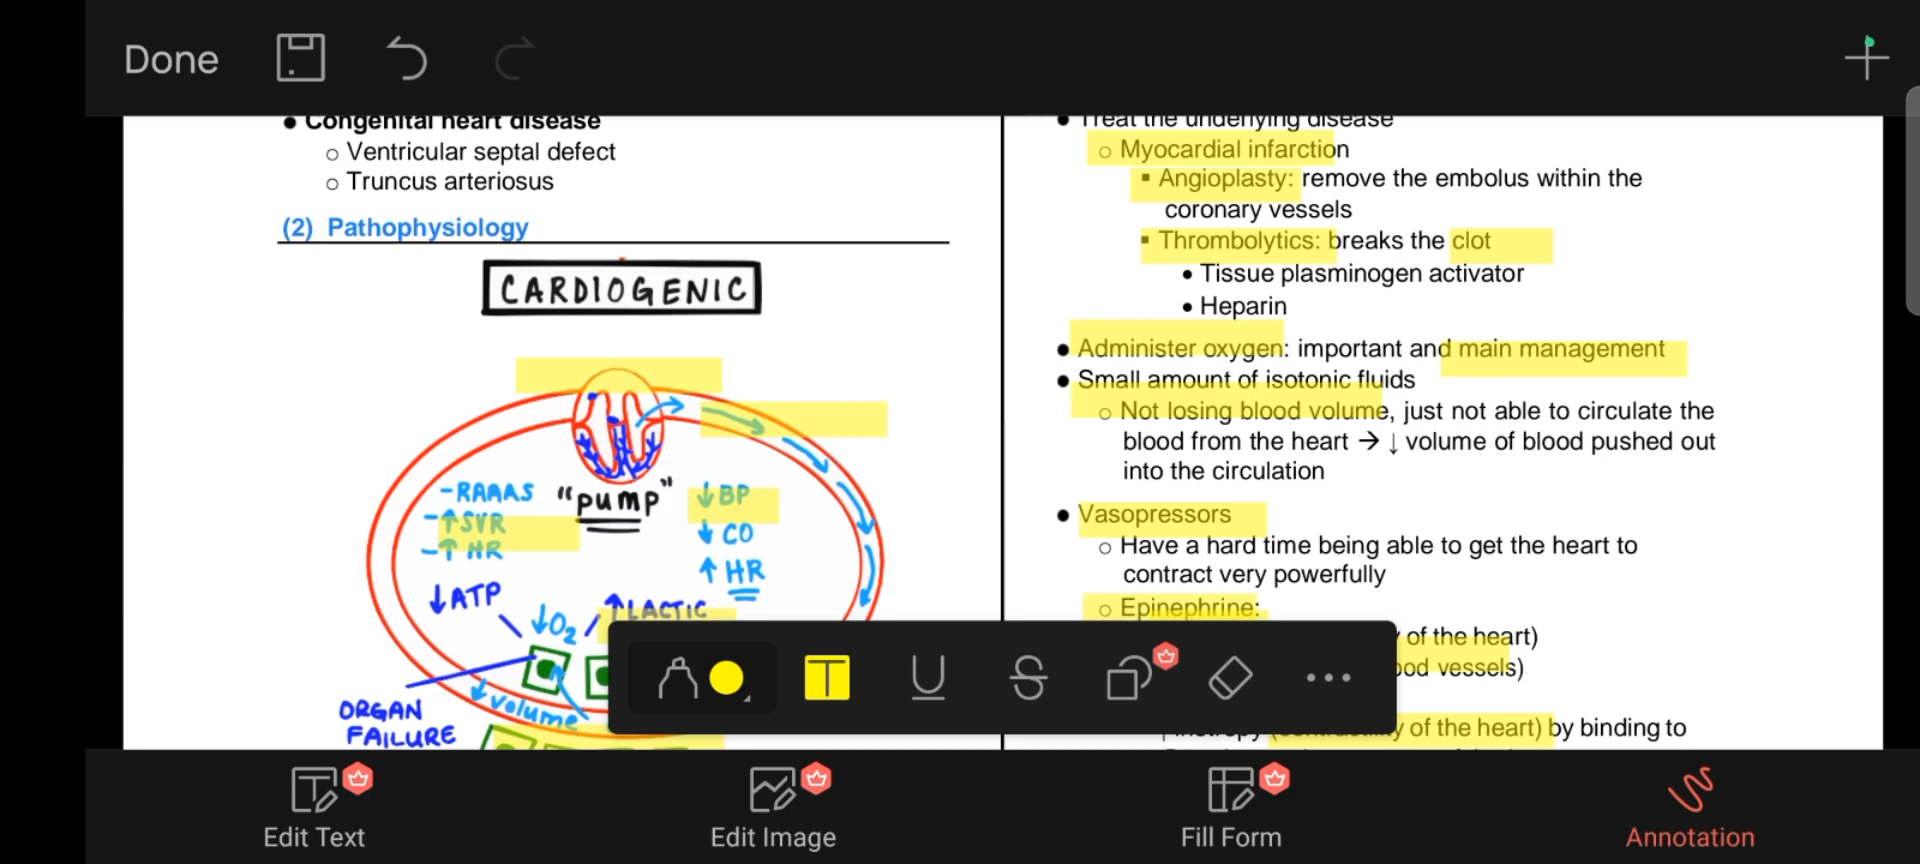 Done
● Congenital heart disease
○ Ventricular septal defect
○ Truncus arteriosus
(2) Pathophysiology
CARDIOGENIC
-RAAAS
-↑SVR
-↑ HR
"pump"
↓BP
↓ CO
↑ HR
↓ATP
↓O2
↑LACTIC
ORGAN
FAILURE
↓volume
● Treat the underlying disease
○ Myocardial infarction
▪ Angioplasty: remove the embolus within the
coronary vessels
▪ Thrombolytics: breaks the clot
• Tissue plasminogen activator
• Heparin
● Administer oxygen: important and main management
● Small amount of isotonic fluids
○ Not losing blood volume, just not able to circulate the
blood from the heart → ↓ volume of blood pushed out
into the circulation
● Vasopressors
○ Have a hard time being able to get the heart to
contract very powerfully
○ Epinephrine:
of the heart)
vessels)
of the heart) by binding to
T U S
Edit Text
Edit Image
Fill Form
Annotation